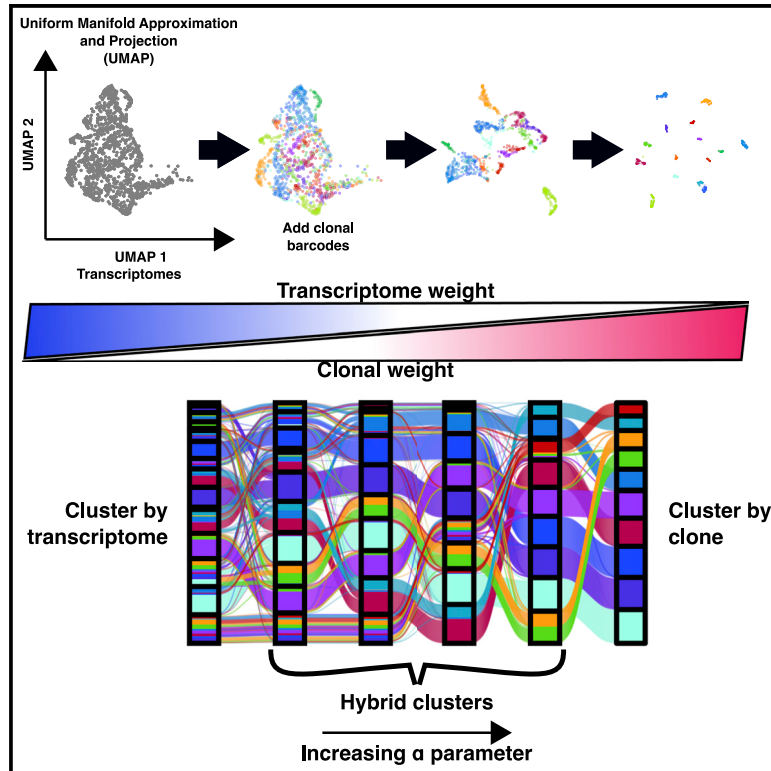 Uniform Manifold Approximation
and Projection
(UMAP)
UMAP 2
UMAP 1
Transcriptomes
Add clonal
barcodes
Transcriptome weight
Clonal weight
Cluster by
transcriptome
Cluster by
clone
Hybrid clusters
Increasing α parameter